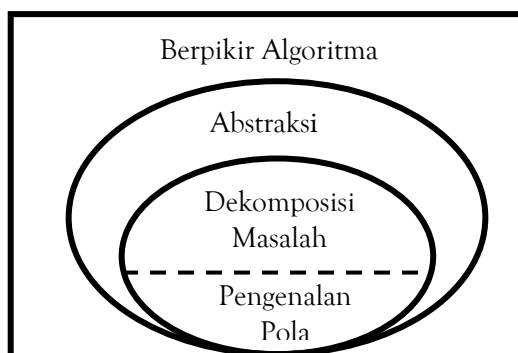 Berpikir Algoritma
Abstraksi
Dekomposisi
Masalah
Pengenalan
Pola